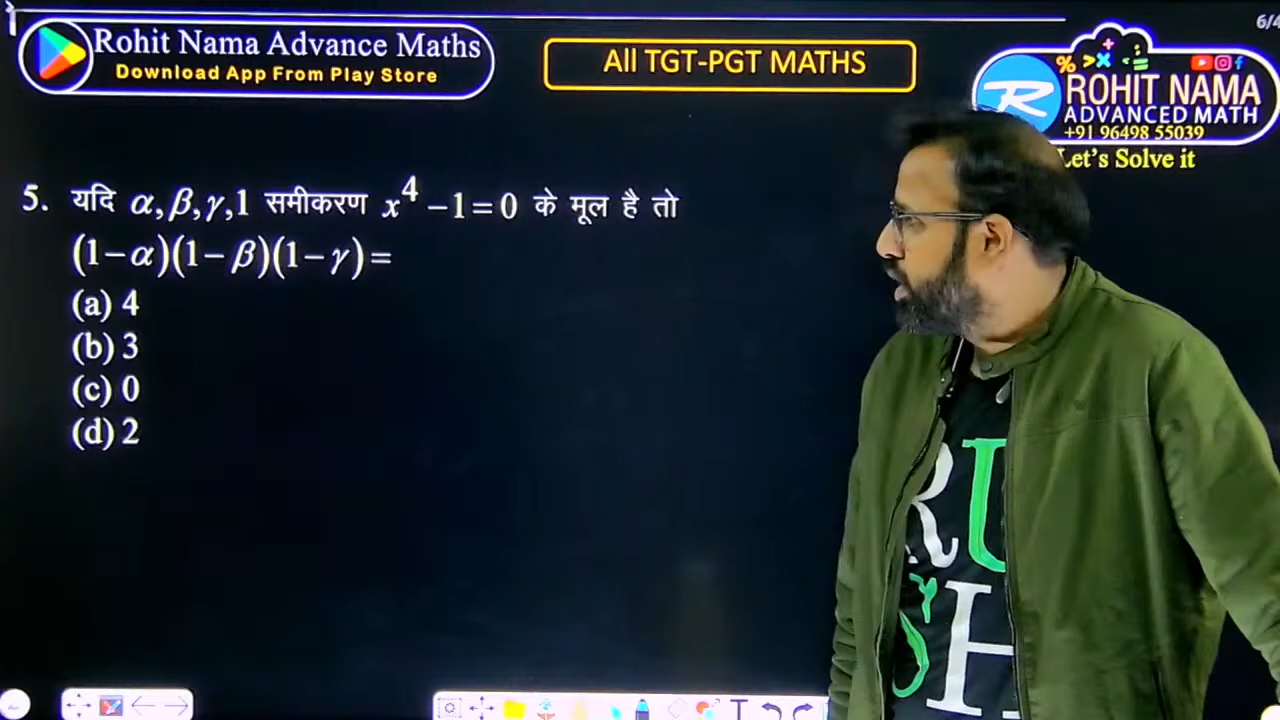 Rohit Nama Advance Maths
Download App From Play Store
All TGT-PGT MATHS
6/4
ROHIT NAMA
ADVANCED MATH
+91 96498 55039
Let's Solve it
5. यदि α,β,γ,1 समीकरण x⁴ −1=0 के मूल है तो
(1−α)(1−β)(1−γ)=
(a) 4
(b) 3
(c) 0
(d) 2